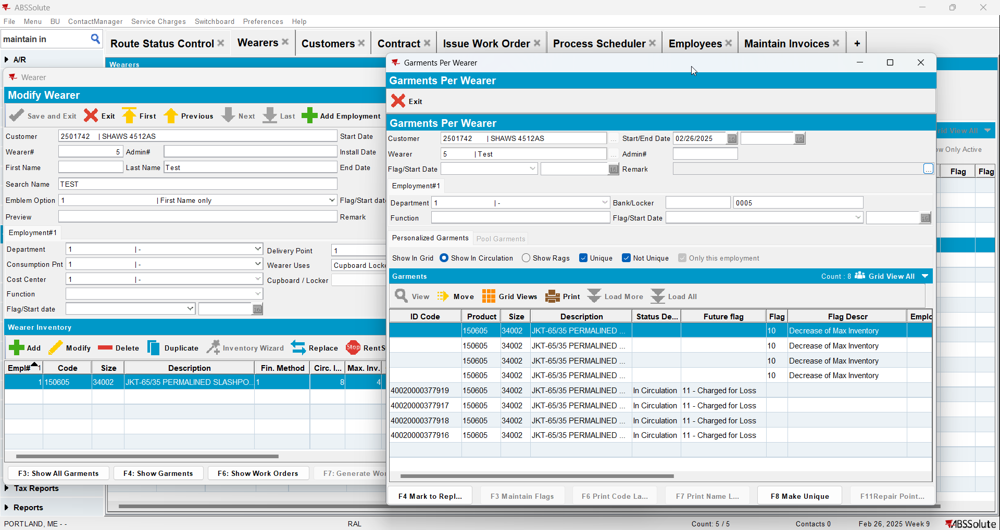 ABSSolute
File Menu BU ContactManager Service Charges Switchboard Preferences Help
maintain in
Route Status Control Wearers Customers Contract Issue Work Order Process Scheduler Employees Maintain Invoices +
A/R
Wearers
Wearer
Modify Wearer
Save and Exit Exit First Previous Next Last Add Employment
Customer 2501742 | SHAWS 4512AS Start Date
Wearer# 5 Admin# Install Date
First Name Last Name Test End Date
Search Name TEST
Emblem Option 1 | First Name only Flag/Start dat
Preview Remark
Employment#1
Department 1 | - Delivery Point 1
Consumption Pnt 1 | - Wearer Uses Cupboard Locke
Cost Center 1 | - Cupboard / Locker
Function
Flag/Start date 16
Wearer Inventory
Add Modify Delete Duplicate Inventory Wizard Replace Stop RentS
Empl# 1 Code Size Description Fin. Method Circ. I... Max. Inv.
1 150605 34002 JKT-65/35 PERMALINED SLASHPO... 1 8 4
F3: Show All Garments F4: Show Garments F6: Show Work Orders F7: Generate Wo
Tax Reports
Reports
Garments Per Wearer
Garments Per Wearer
Exit
Garments Per Wearer
Customer 2501742 | SHAWS 4512AS ... Start/End Date 02/26/2025 16 16
Wearer 5 | Test ... Admin#
Flag/Start Date 16 Remark ...
Employment#1
Department 1 | - Bank/Locker 0005
Function Flag/Start Date 16
Personalized Garments Pool Garments
Show In Grid Show In Circulation Show Rags Unique Not Unique Only this employment
Garments Count : 8 Grid View All
View Move Grid Views Print Load More Load All
ID Code Product Size Description Status De... Future flag Flag Flag Descr Emplo
150605 34002 JKT-65/35 PERMALINED ... 10 Decrease of Max Inventory
150605 34002 JKT-65/35 PERMALINED ... 10 Decrease of Max Inventory
150605 34002 JKT-65/35 PERMALINED ... 10 Decrease of Max Inventory
150605 34002 JKT-65/35 PERMALINED ... 10 Decrease of Max Inventory
40020000377919 150605 34002 JKT-65/35 PERMALINED ... In Circulation 11 - Charged for Loss
40020000377917 150605 34002 JKT-65/35 PERMALINED ... In Circulation 11 - Charged for Loss
40020000377918 150605 34002 JKT-65/35 PERMALINED ... In Circulation 11 - Charged for Loss
40020000377916 150605 34002 JKT-65/35 PERMALINED ... In Circulation 11 - Charged for Loss
F4 Mark to Repl... F3 Maintain Flags F6 Print Code La... F7 Print Name L... F8 Make Unique F11Repair Point...
rid View All
ow Only Active
Flag Flag
PORTLAND, ME - - RAL Count: 5 / 5 Contacts 0 Feb 26, 2025 Week 9 ABSSolute